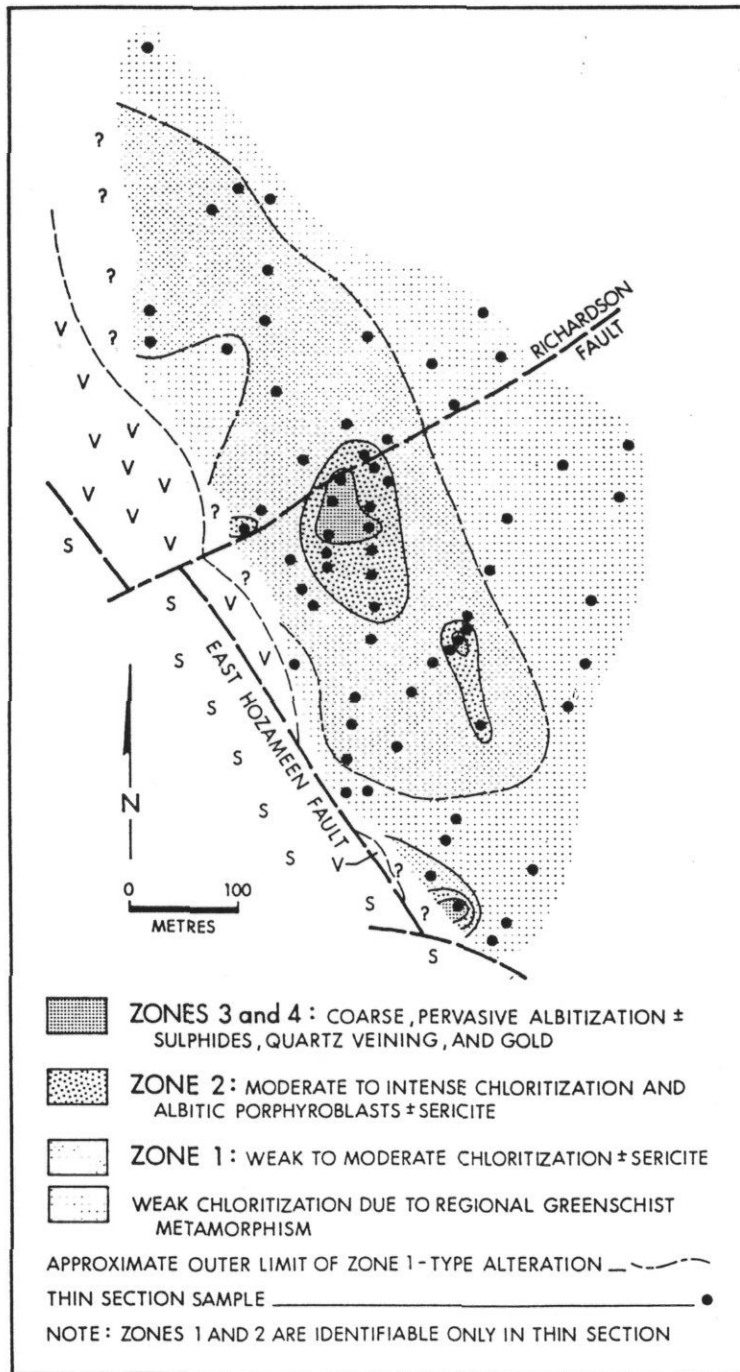 ?
?
?
?
V
V
V
V
V
V
V
V
V
?
?
V
V
V
?
?
S
S
S
S
S
S
S
S
S
RICHARDSON
FAULT
EAST HOZAMEEN FAULT
N
0 100
METRES
ZONES 3 and 4: COARSE, PERVASIVE ALBITIZATION ±
SULPHIDES, QUARTZ VEINING, AND GOLD
ZONE 2: MODERATE TO INTENSE CHLORITIZATION AND
ALBITIC PORPHYROBLASTS ± SERICITE
ZONE 1: WEAK TO MODERATE CHLORITIZATION ± SERICITE
WEAK CHLORITIZATION DUE TO REGIONAL GREENSCHIST
METAMORPHISM
APPROXIMATE OUTER LIMIT OF ZONE 1-TYPE ALTERATION
THIN SECTION SAMPLE
NOTE: ZONES 1 AND 2 ARE IDENTIFIABLE ONLY IN THIN SECTION